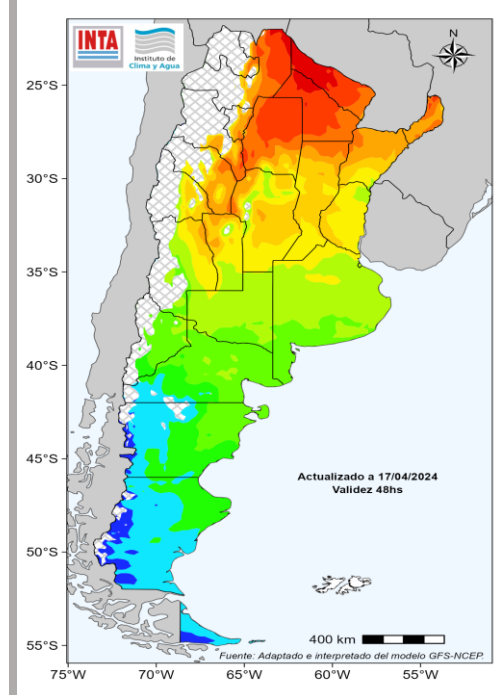 INTA
Instituto de
Clima y Agua
N
25°S
30°S
35°S
40°S
45°S
50°S
55°S
Actualizado a 17/04/2024
Validez 48hs
400 km
Fuente: Adaptado e interpretado del modelo GFS-NCEP.
75°W
70°W
65°W
60°W
55°W